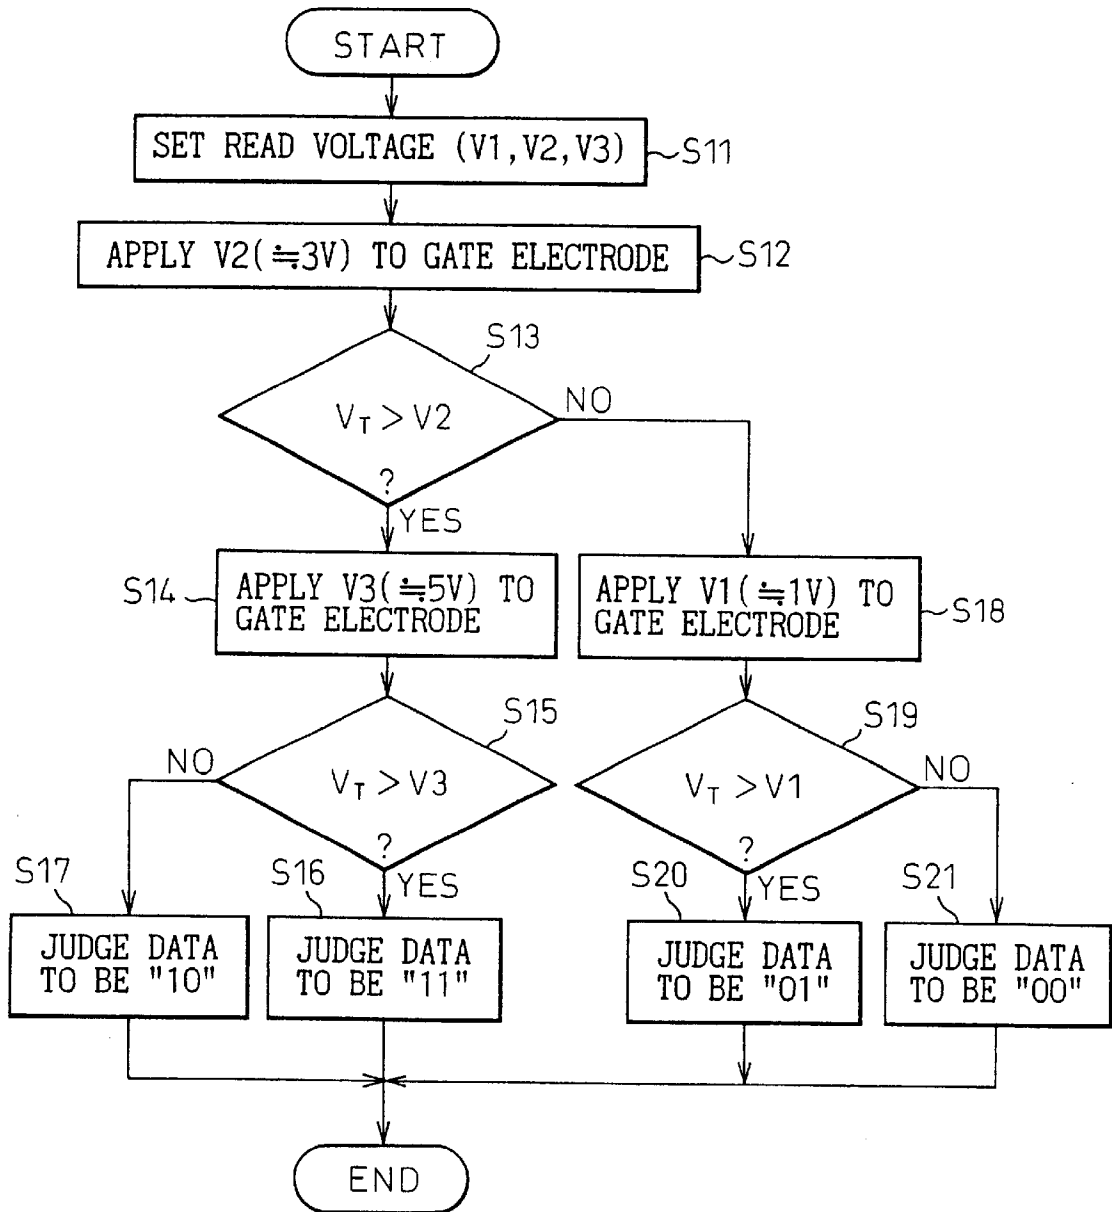 START
SET READ VOLTAGE (V1,V2,V3)
S11
APPLY V2(≒3V) TO GATE ELECTRODE
S12
S13
VT > V2
?
NO
YES
S14
APPLY V3(≒5V) TO
GATE ELECTRODE
APPLY V1(≒1V) TO
GATE ELECTRODE
S18
S15
VT > V3
?
NO
YES
S19
VT > V1
?
NO
YES
S17
JUDGE DATA
TO BE "10"
S16
JUDGE DATA
TO BE "11"
S20
JUDGE DATA
TO BE "01"
S21
JUDGE DATA
TO BE "00"
END